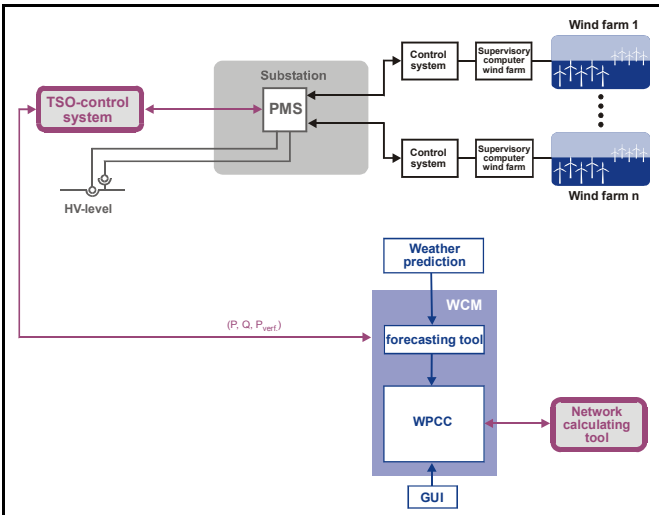 Wind farm 1
Substation
Control
system
Supervisory
computer
wind farm
TSO-control
system
PMS
Control
system
Supervisory
computer
wind farm
HV-level
Wind farm n
Weather
prediction
WCM
(P, Q, Pverf.)
forecasting tool
WPCC
Network
calculating
tool
GUI